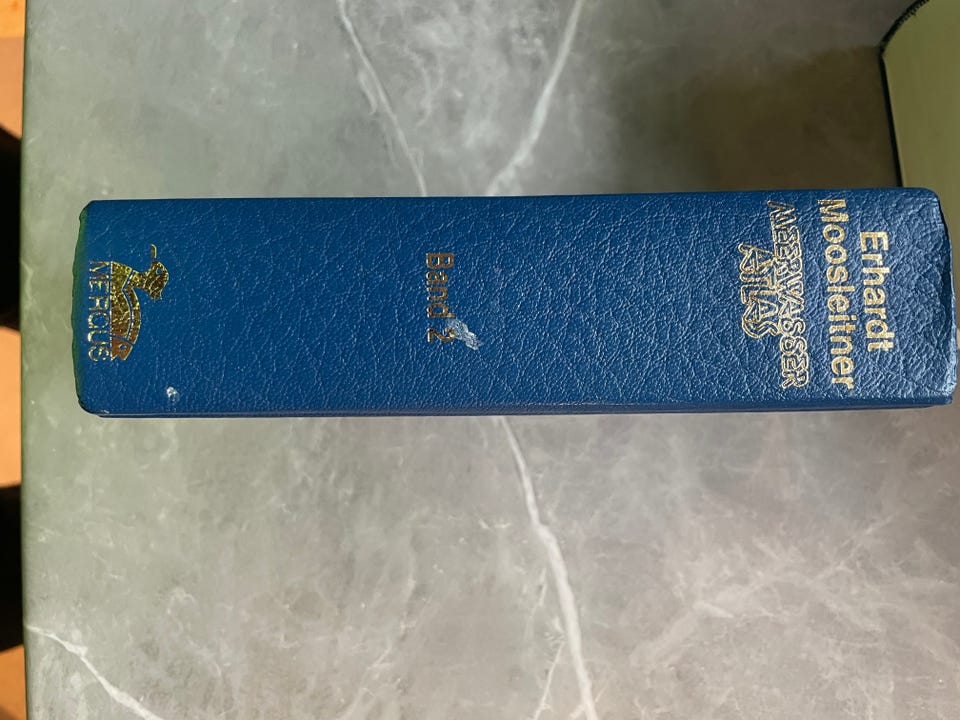 Erhardt
Moosleitner
MEERWASSER
ATLAS
Band 2
MERGUS